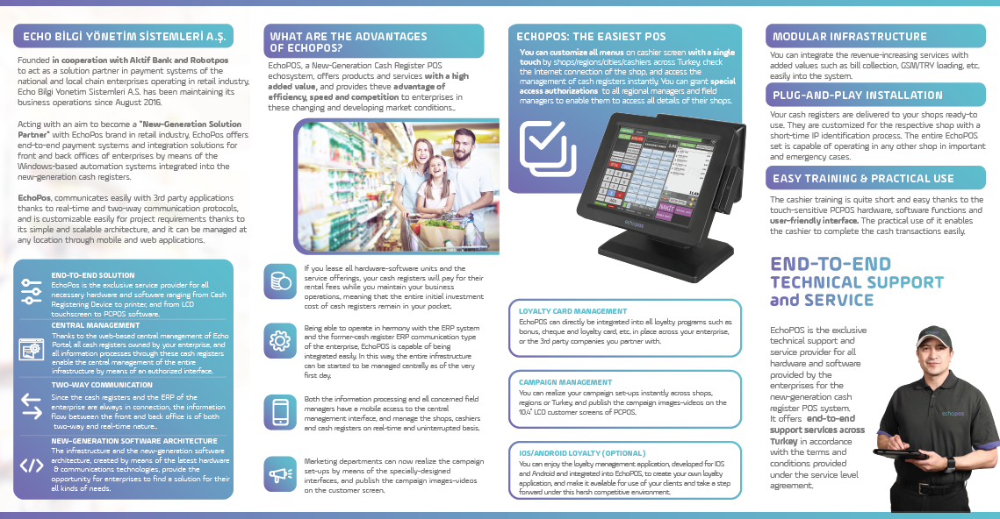 ECHO BİLGİ YÖNETİM SİSTEMLERİ A.Ş.
Founded in cooperation with Aktif Bank and Robotpos
to act as a solution partner in payment systems of the
national and local chain enterprises operating in retail industry,
Echo Bilgi Yonetim Sistemleri A.S. has been maintaining its
business operations since August 2016.
Acting with an aim to become a "New-Generation Solution
Partner" with EchoPos brand in retail industry, EchoPos offers
end-to-end payment systems and integration solutions for
front and back offices of enterprises by means of the
Windows-based automation systems integrated into the
new-generation cash registers.
EchoPos, communicates easily with 3rd party applications
thanks to real-time and two-way communication protocols,
and is customizable easily for project requirements thanks to
its simple and scalable architecture, and it can be managed at
any location through mobile and web applications.
END-TO-END SOLUTION
EchoPos is the exclusive service provider for all
necessary hardware and software ranging from Cash
Registering Device to printer, and from LCD
touchscreen to PCPOS software.
CENTRAL MANAGEMENT
Thanks to the web-based central management of Echo
Portal, all cash registers owned by your enterprise, and
all information processes through these cash registers
enable the central management of the entire
infrastructure by means of an authorized interface.
TWO-WAY COMMUNICATION
Since the cash registers and the ERP of the
enterprise are always in connection, the information
flow between the front and back office is of both
two-way and real-time nature..
NEW-GENERATION SOFTWARE ARCHITECTURE
The infrastructure and the new-generation software
architecture, created by means of the latest hardware
& communications technologies, provide the
opportunity for enterprises to find a solution for their
all kinds of needs.
WHAT ARE THE ADVANTAGES
OF ECHOPOS?
EchoPOS, a New-Generation Cash Register POS
ecosystem, offers products and services with a high
added value, and provides theve advantage of
efficiency, speed and competition to enterprises in
these changing and developing market conditions..
If you lease all hardware-software units and the
service offerings, your cash registers will pay for their
rental fees while you maintain your business
operations, meaning that the entire initial investment
cost of cash registers remain in your pocket.
Being able to operate in harmony with the ERP system
and the former-cash register ERP communication type
of the enterprise, EchoPOS is capable of being
integrated easily. In this way, the entire infrastructure
can be started to be managed centrally as of the very
first day.
Both the information processing and all concerned field
managers have a mobile access to the central
management interface, and manage the shops, cashiers
and cash registers on real-time and uninterrupted basis.
Marketing departments can now realize the campaign
set-ups by means of the specially-designed
interfaces, and publish the campaign images-videos
on the customer screen.
ECHOPOS: THE EASIEST POS
You can customize all menus on cashier screen with a single
touch by shops/regions/cities/cashiers across Turkey, check
the Internet connection of the shop, and access the
management of cash registers instantly. You can grant special
access authorizations to all regional managers and field
managers to enable them to access all details of their shops.
echopos
LOYALTY CARD MANAGEMENT
EchoPOS can directly be integrated into all loyalty programs such as
bonus, cheque and loyalty card, etc., in place across your enterprise,
or the 3rd party companies you partner with.
CAMPAIGN MANAGEMENT
You can realize your campaign set-ups instantly across shops,
regions or Turkey, and publish the campaign images-videos on the
10.4" LCD customer screens of PCPOS.
IOS/ANDROID LOYALTY (OPTIONAL)
You can enjoy the loyalty management application, developed for IOS
and Android and integrated into EchoPOS, to create your own loyalty
application, and make it available for use of your clients and take a step
forward under this harsh competitive environment.
MODULAR INFRASTRUCTURE
You can integrate the revenue-increasing services with
added values such as bill collection, GSM/TRY loading, etc.
easily into the system.
PLUG-AND-PLAY INSTALLATION
Your cash registers are delivered to your shops ready-to
use. They are customized for the respective shop with a
short-time IP identification process. The entire EchoPOS
set is capable of operating in any other shop in important
and emergency cases.
EASY TRAINING & PRACTICAL USE
The cashier training is quite short and easy thanks to the
touch-sensitive PCPOS hardware, software functions and
user-friendly interface. The practical use of it enables
the cashier to complete the cash transactions easily.
END-TO-END
TECHNICAL SUPPORT
and SERVICE
EchoPOS is the exclusive
technical support and
service provider for all
hardware and software
provided by the
enterprises for the
new-generation cash
register POS system.
It offers end-to-end
support services across
Turkey in accordance
with the terms and
conditions provided
under the service level
agreement.
echopos